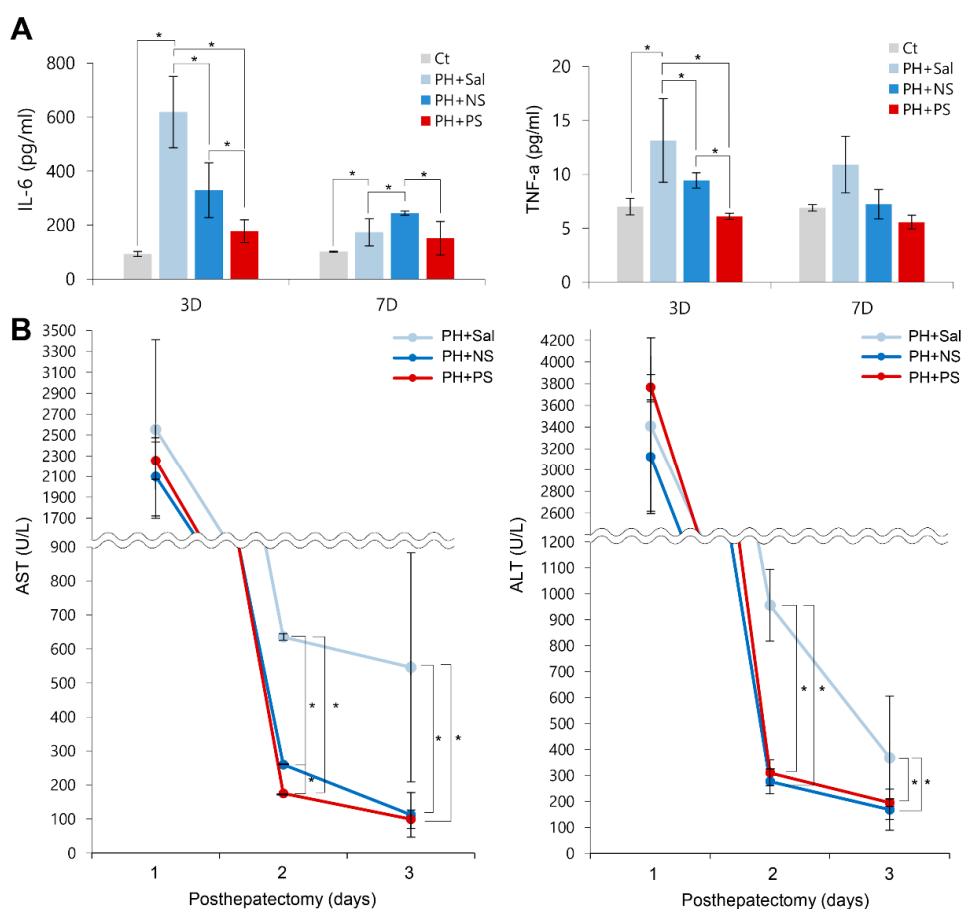 A
IL-6 (pg/ml)
800
600
400
200
0
* * * *
* * *
3D 7D
Ct
PH+Sal
PH+NS
PH+PS
TNF-a (pg/ml)
20
15
10
5
0
* * * *
3D 7D
Ct
PH+Sal
PH+NS
PH+PS
B
AST (U/L)
3500
3300
3100
2900
2700
2500
2300
2100
1900
1700
900
800
700
600
500
400
300
200
100
0
PH+Sal
PH+NS
PH+PS
* *
*
* *
1 2 3
Posthepatectomy (days)
ALT (U/L)
4200
4000
3800
3600
3400
3200
3000
2800
2600
1200
1100
1000
900
800
700
600
500
400
300
200
100
0
PH+Sal
PH+NS
PH+PS
* *
* *
1 2 3
Posthepatectomy (days)